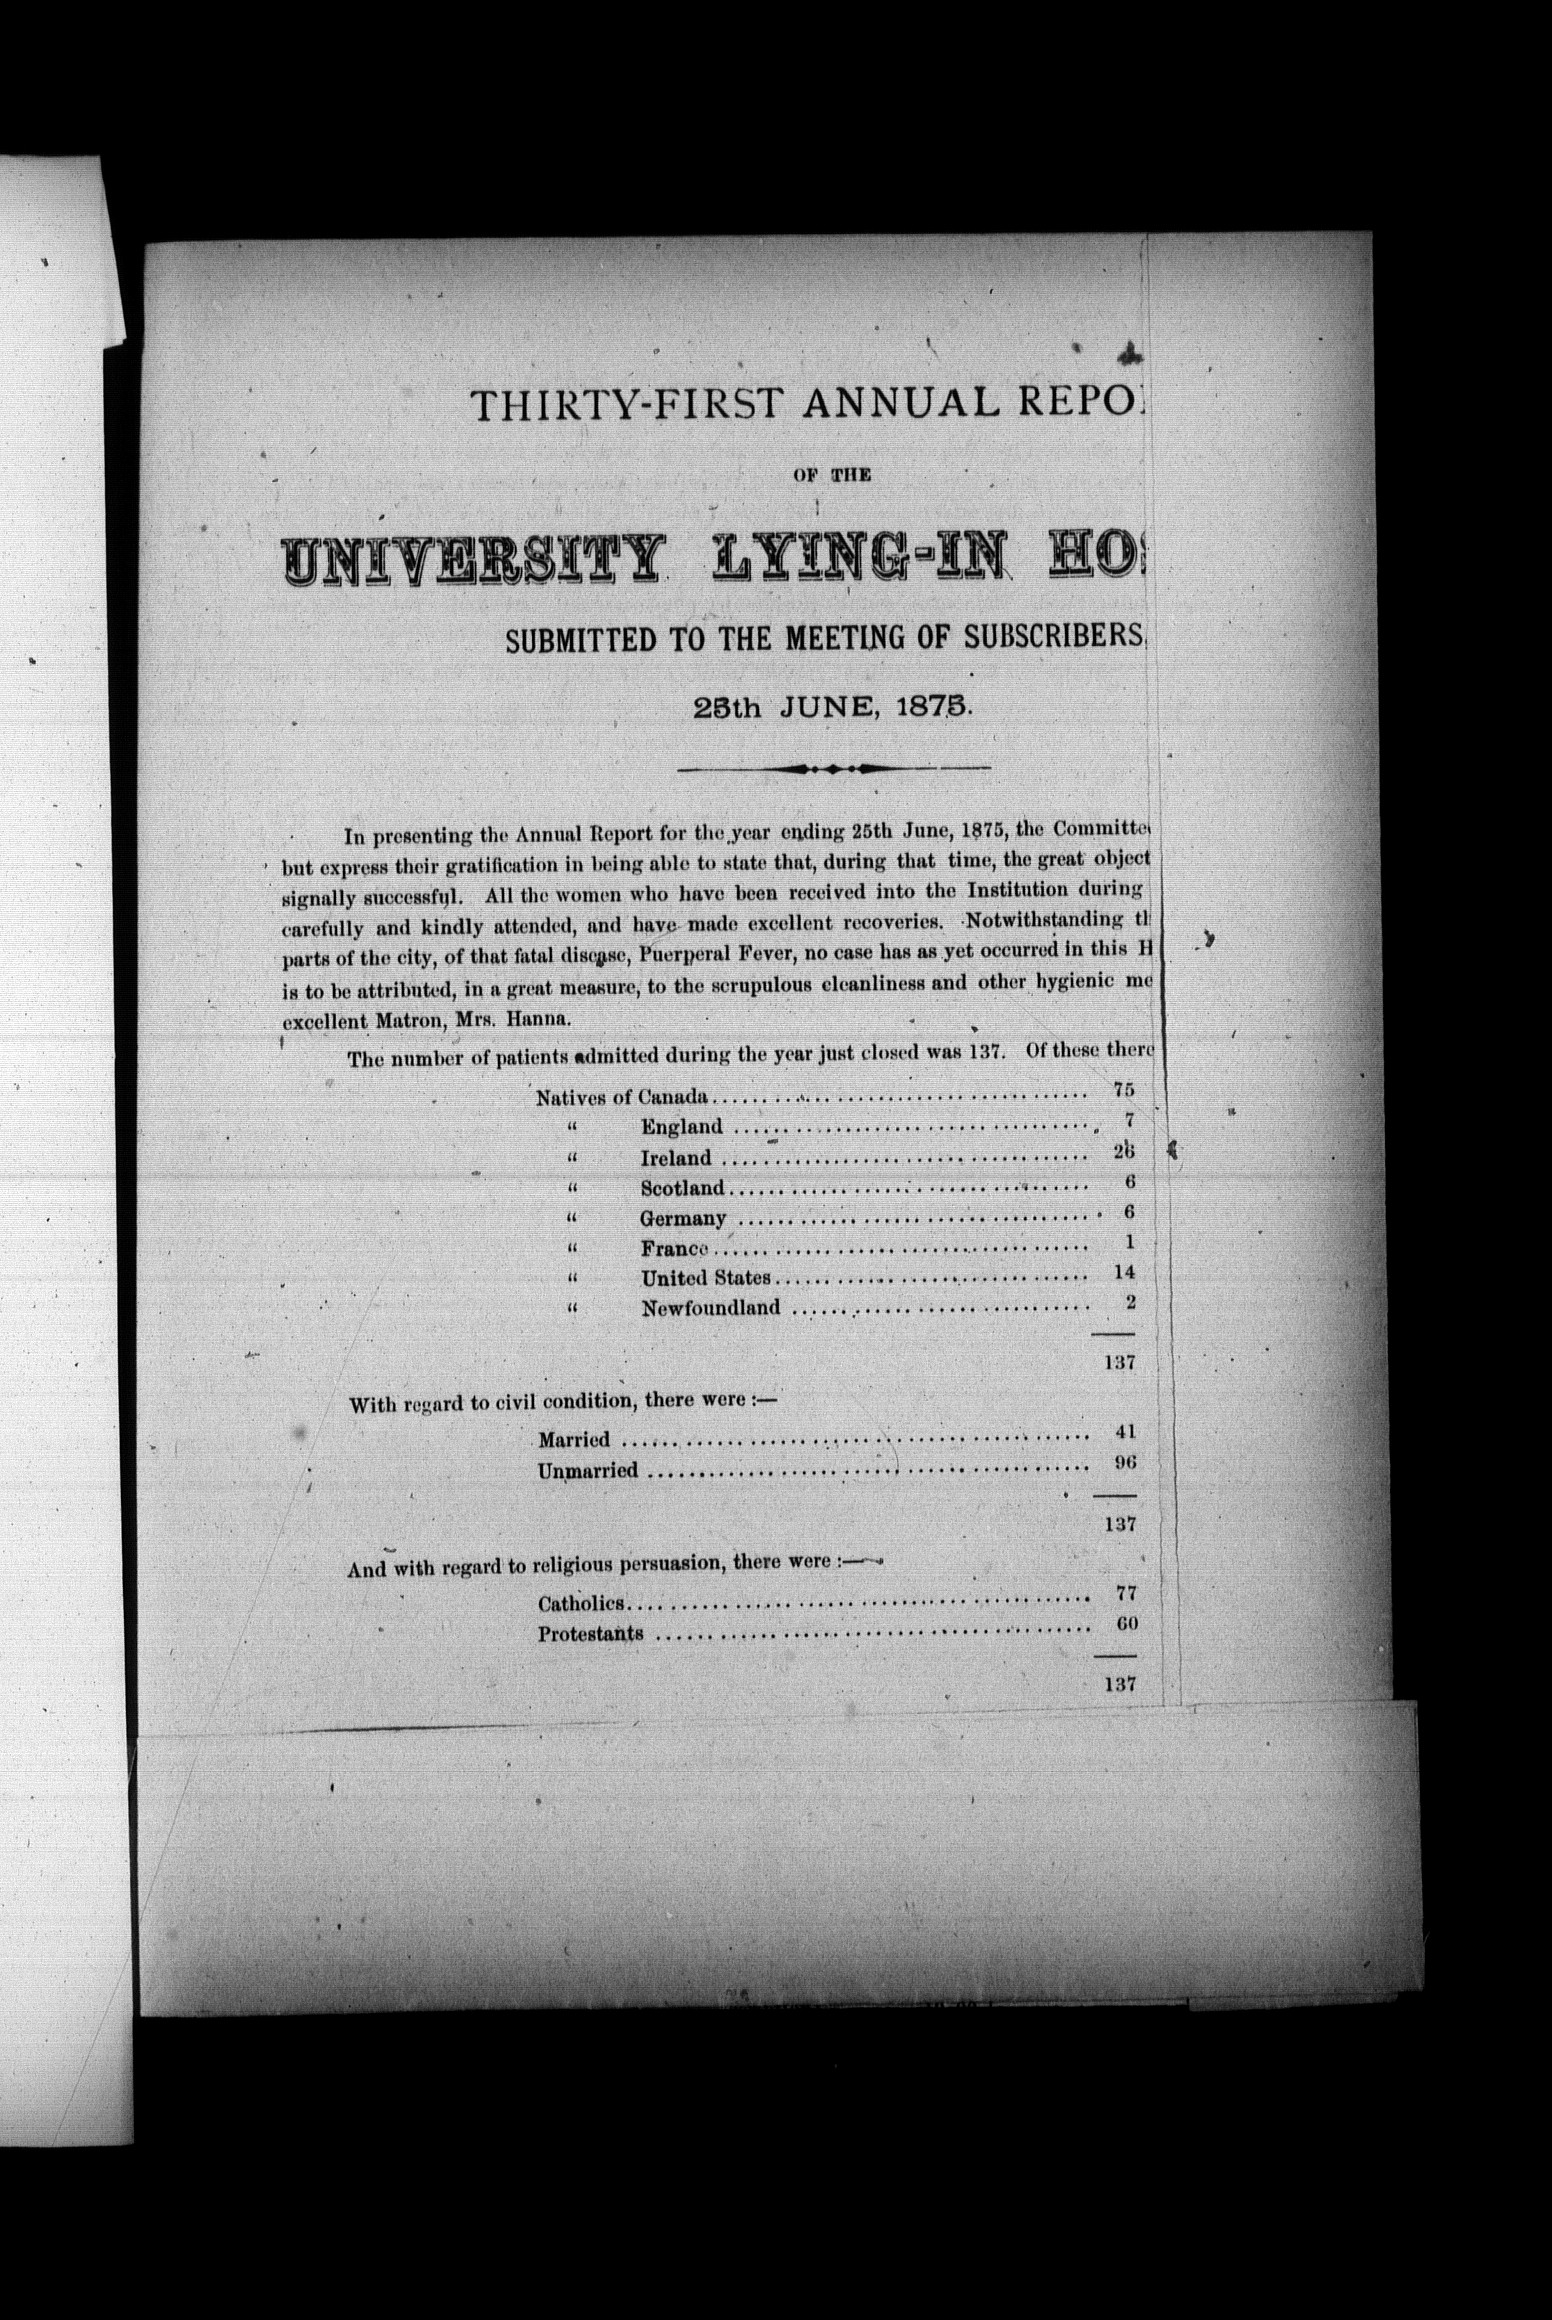 THIRTY-FIRST ANNUAL REPO
OF THE
UNIVERSITY LYING-IN HOS
SUBMITTED TO THE MEETING OF SUBSCRIBERS,
25th JUNE, 1875.
In presenting the Annual Report for the year ending 25th June, 1875, the Committe
but express their gratification in being able to state that, during that time, the great object
signally successful. All the women who have been received into the Institution during
carefully and kindly attended, and have made excellent recoveries. Notwithstanding th
parts of the city, of that fatal disease, Puerperal Fever, no case has as yet occurred in this H
is to be attributed, in a great measure, to the scrupulous cleanliness and other hygienic me
excellent Matron, Mrs. Hanna.
The number of patients admitted during the year just closed was 137. Of these there
Natives of Canada........................................ 75
“ England ........................................ 7
“ Ireland ........................................ 26
“ Scotland........................................ 6
“ Germany ........................................ 6
“ France........................................ 1
“ United States................................ 14
“ Newfoundland ............................ 2
137
With regard to civil condition, there were :—
Married ........................................ 41
Unmarried ........................................ 96
137
And with regard to religious persuasion, there were :—
Catholics........................................ 77
Protestants ........................................ 60
137